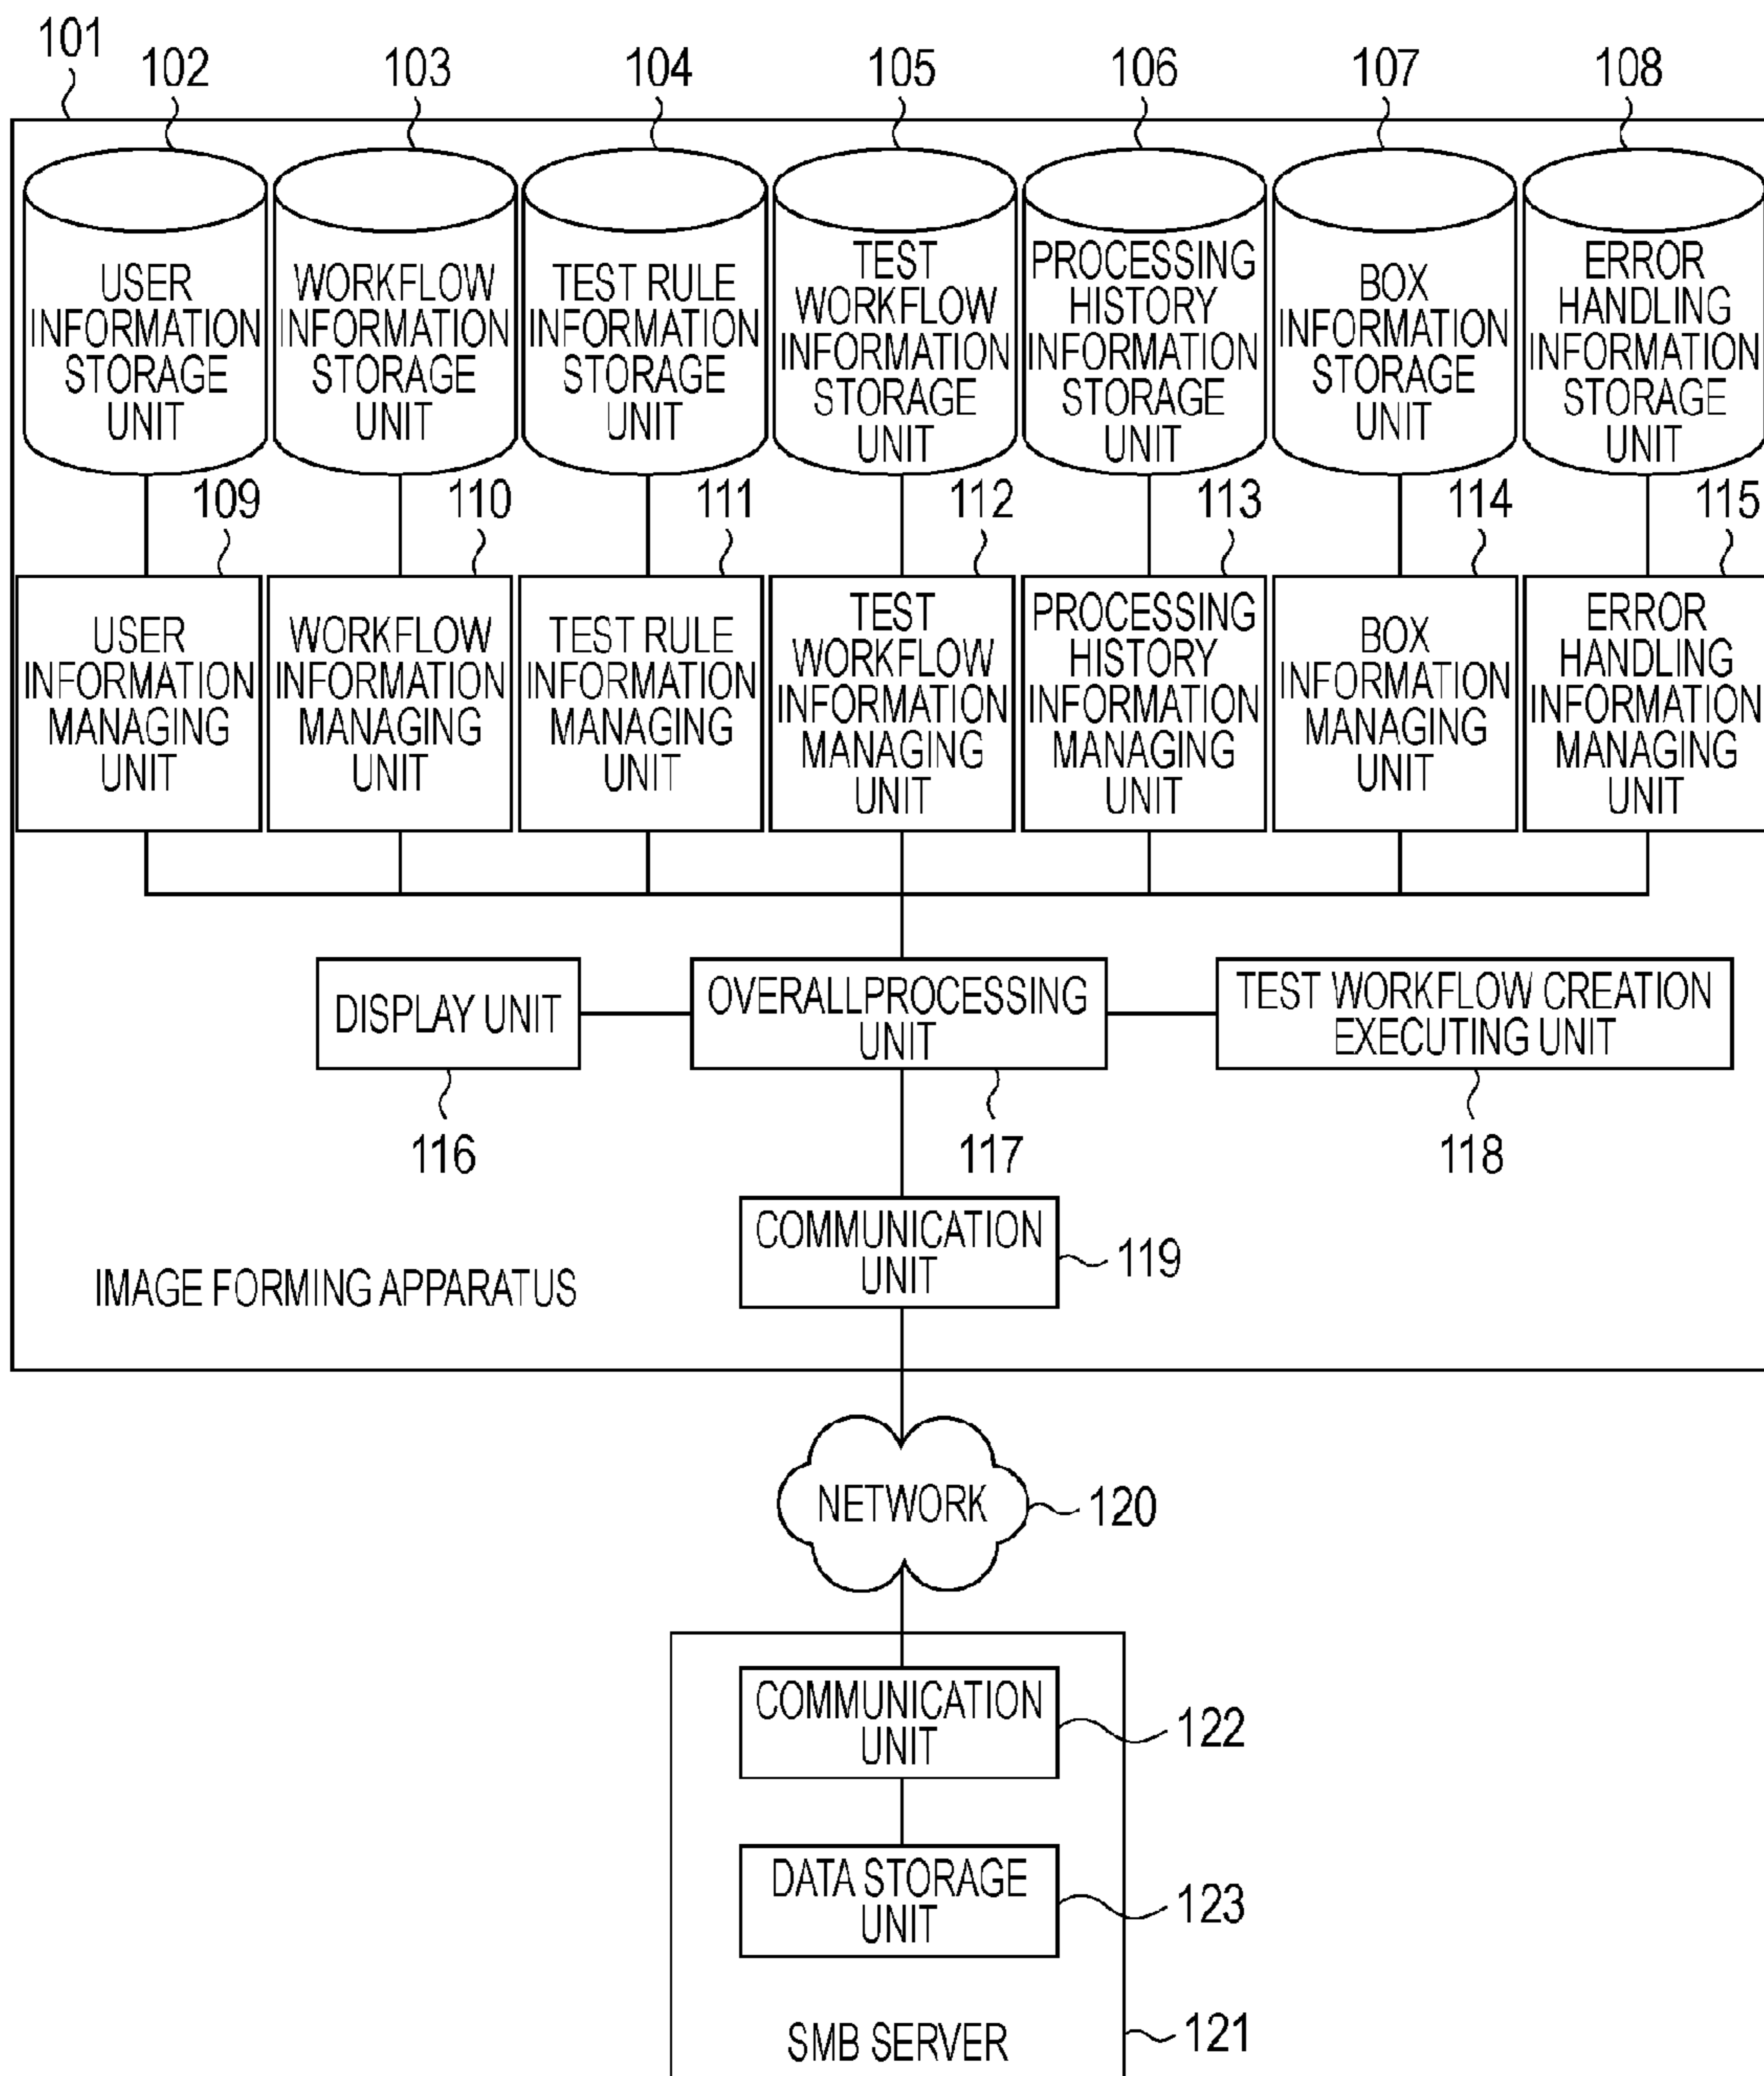 101
102
103
104
105
106
107
108
USER
INFORMATION
STORAGE
UNIT
WORKFLOW
INFORMATION
STORAGE
UNIT
TEST RULE
INFORMATION
STORAGE
UNIT
TEST
WORKFLOW
INFORMATION
STORAGE
UNIT
PROCESSING
HISTORY
INFORMATION
STORAGE
UNIT
BOX
INFORMATION
STORAGE
UNIT
ERROR
HANDLING
INFORMATION
STORAGE
UNIT
109
110
111
112
113
114
115
USER
INFORMATION
MANAGING
UNIT
WORKFLOW
INFORMATION
MANAGING
UNIT
TEST RULE
INFORMATION
MANAGING
UNIT
TEST
WORKFLOW
INFORMATION
MANAGING
UNIT
PROCESSING
HISTORY
INFORMATION
MANAGING
UNIT
BOX
INFORMATION
MANAGING
UNIT
ERROR
HANDLING
INFORMATION
MANAGING
UNIT
DISPLAY UNIT
OVERALLPROCESSING
UNIT
TEST WORKFLOW CREATION
EXECUTING UNIT
116
117
118
COMMUNICATION
UNIT
119
IMAGE FORMING APPARATUS
NETWORK
120
COMMUNICATION
UNIT
122
DATA STORAGE
UNIT
123
SMB SERVER
121